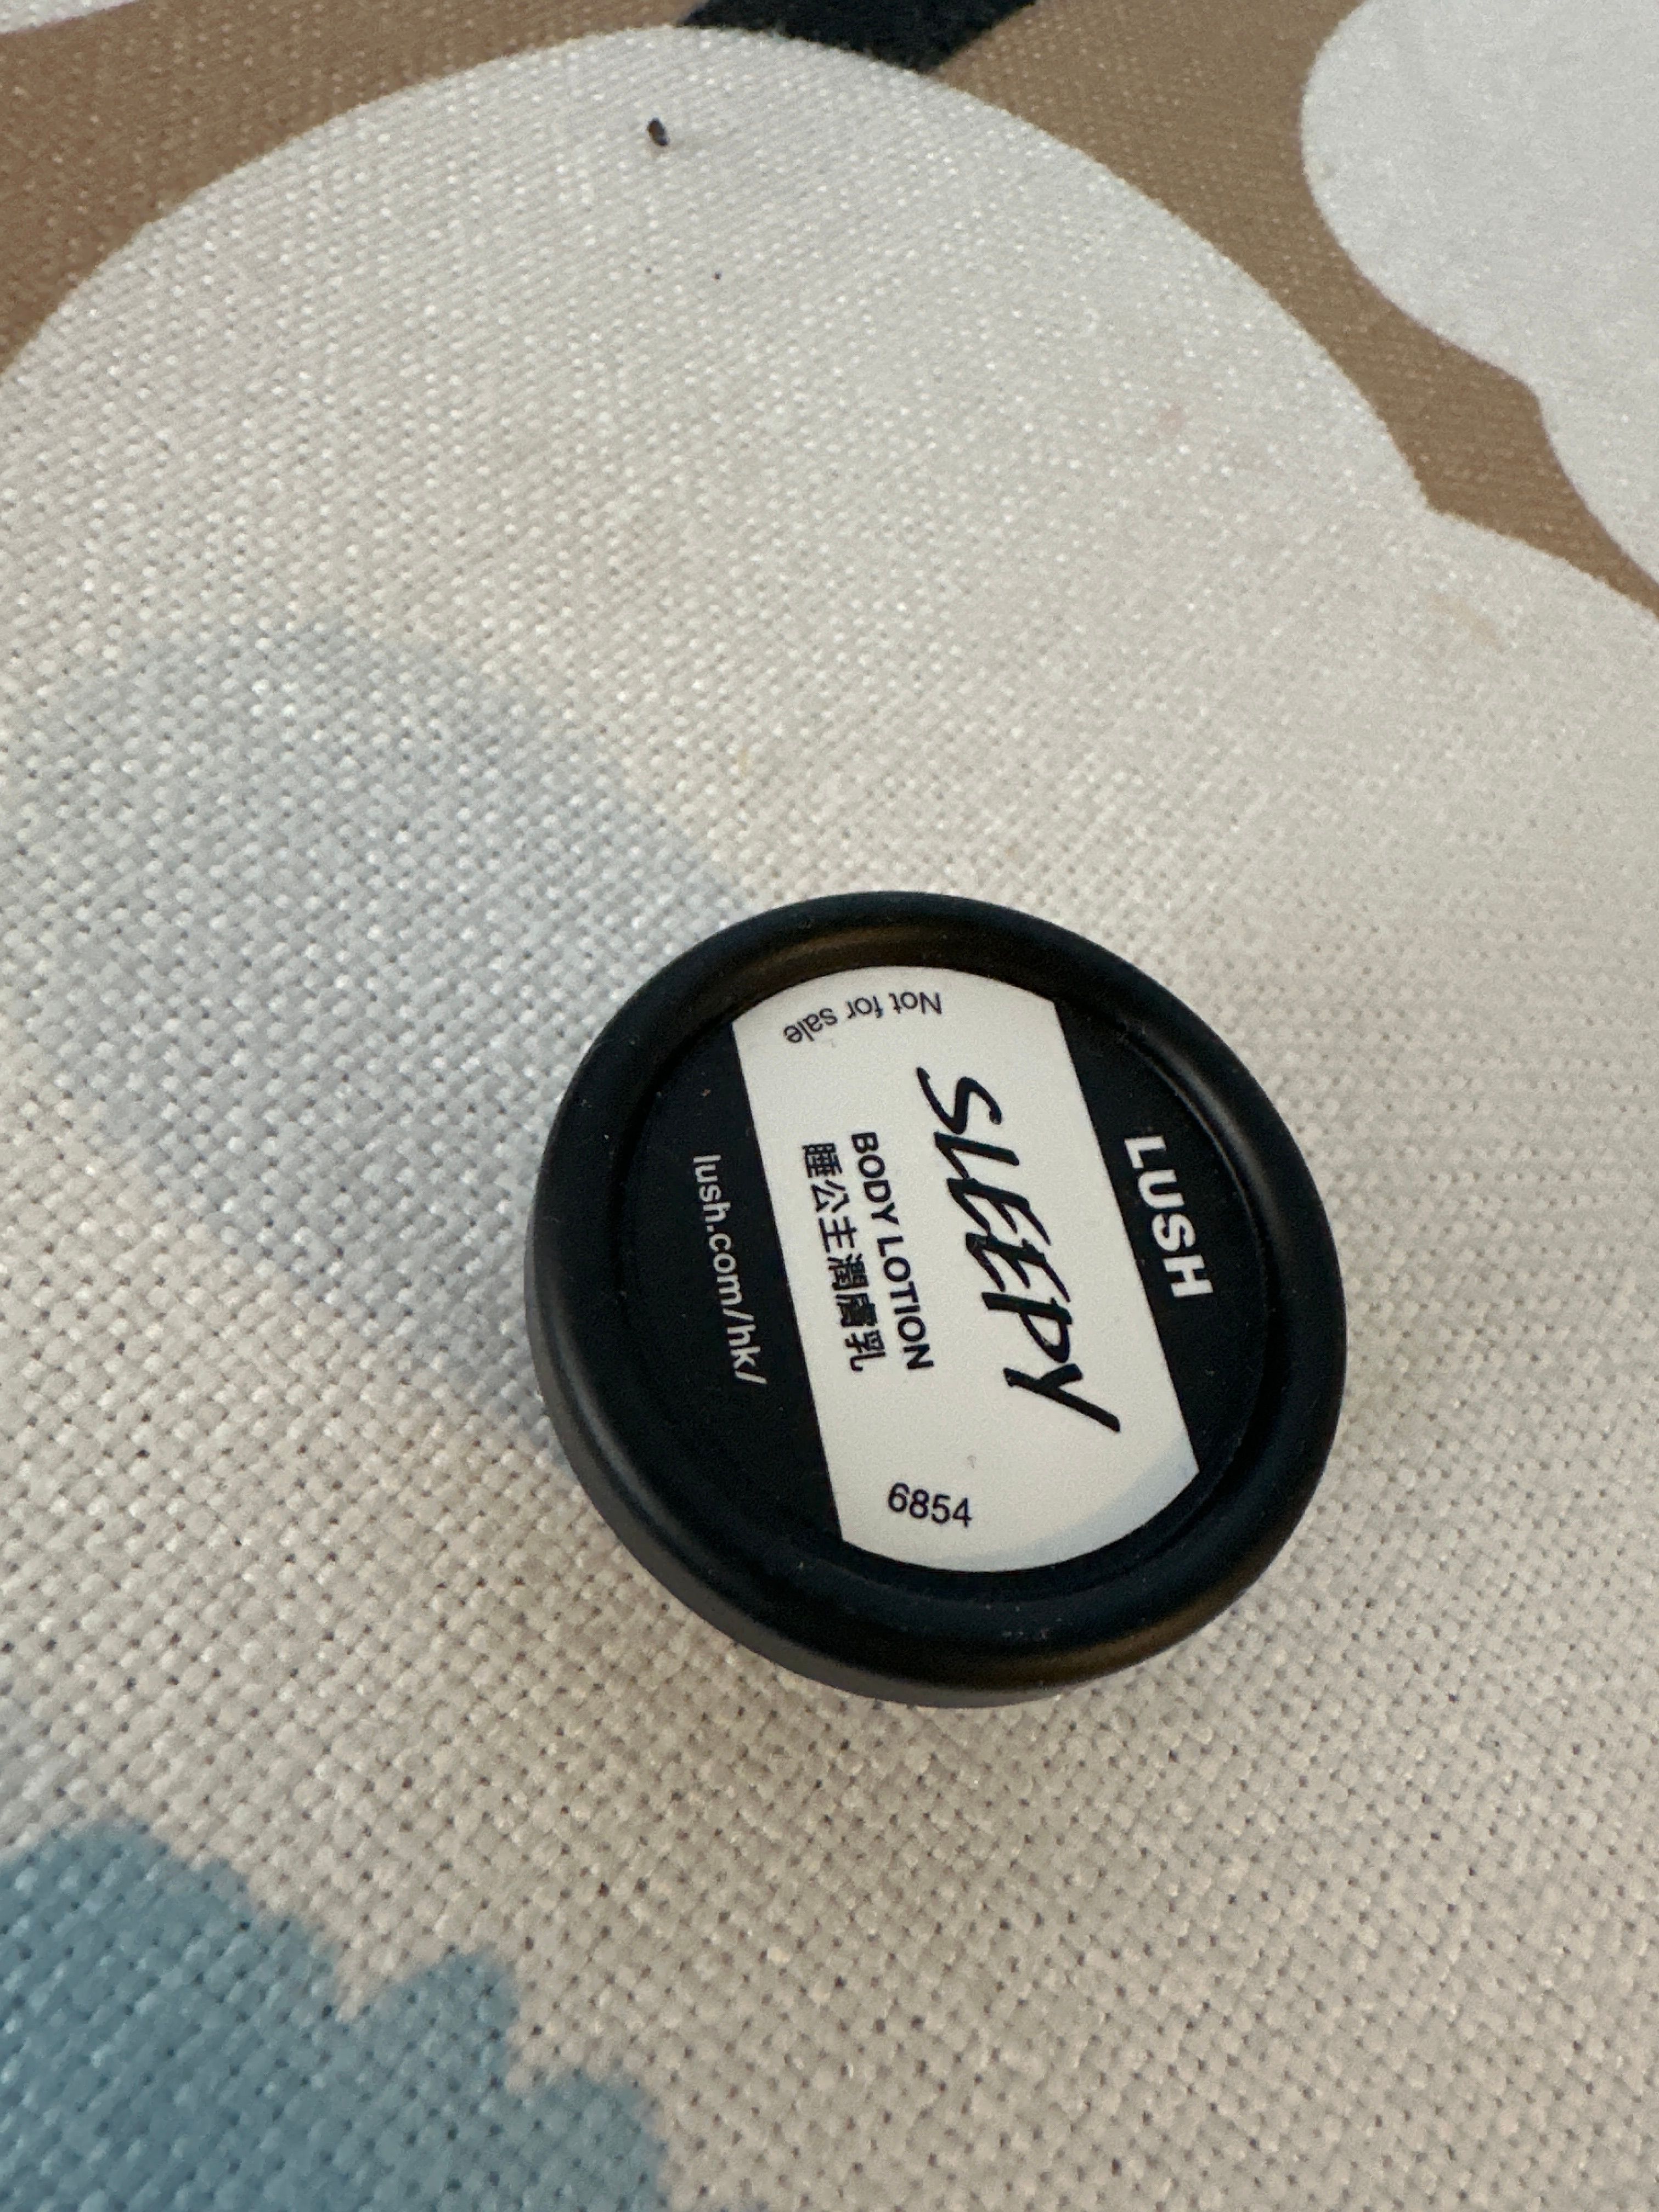 LUSH
SLEEPY
BODY LOTION
睡公主潤膚乳
lush.com/hk/
Not for sale
6854